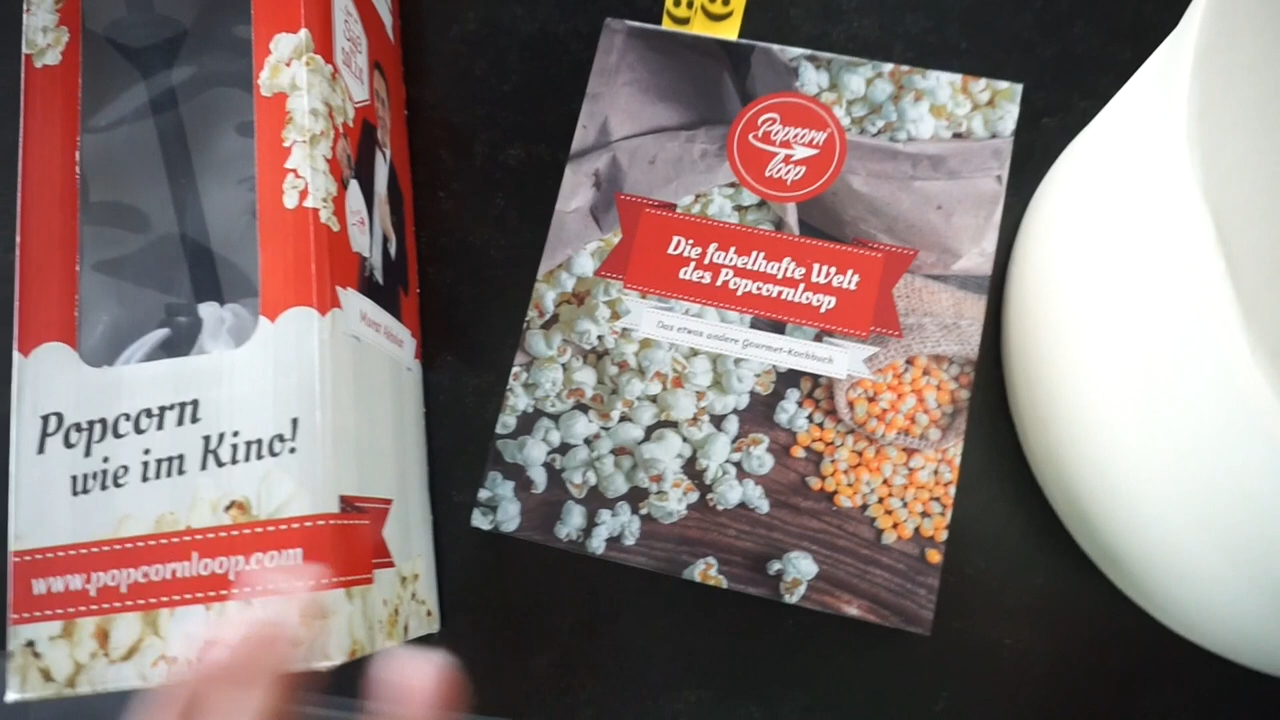 Popcorn
wie im Kino!
www.popcornloop.com
Popcorn
loop
Die fabelhafte Welt
des Popcornloop
Das etwas andere Gourmet-Kochbuch